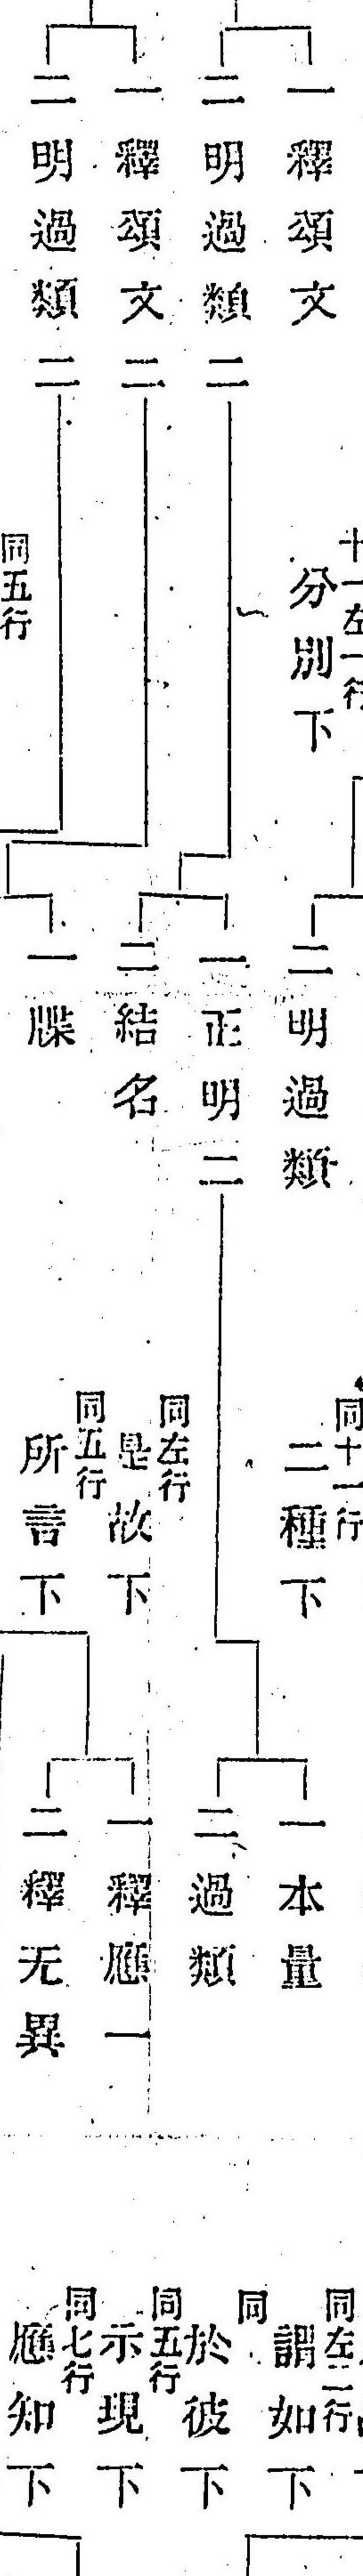 一釋頌文
二明過類二
一釋頌文二
二明過類二
十一左一行
分別下
同五行
二明過類
一正明二
二結名
一牒
同十一行
二種下
同左行
是故下
同五行
所言下
一本量
二過類
一釋應一
二釋无異
同左二行
謂如下
同
於彼下
同五行
示現下
同七行
應知下